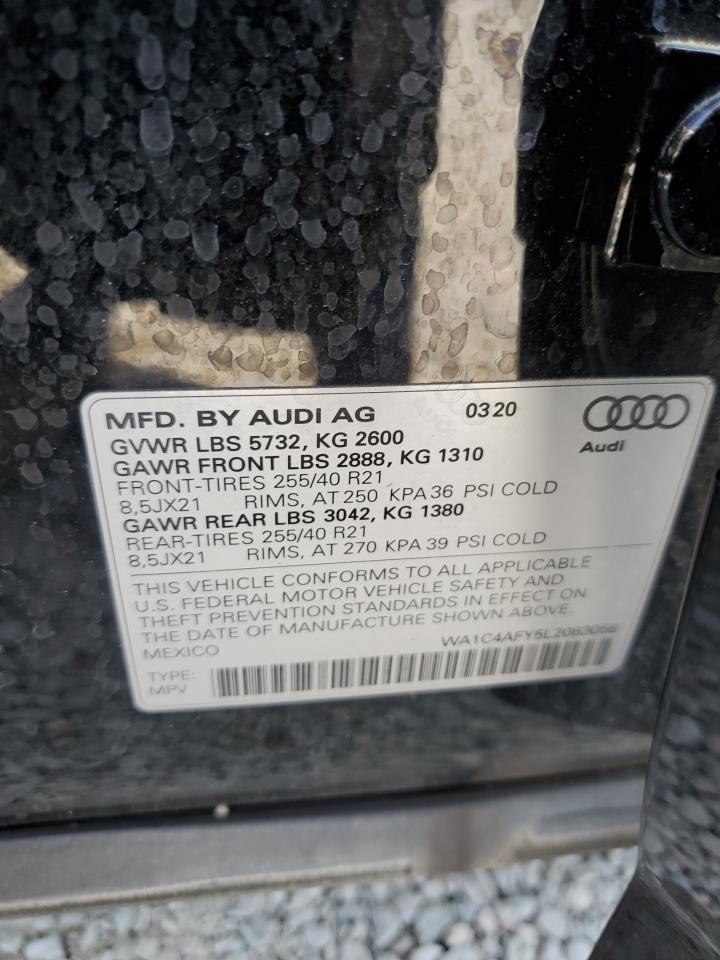 MFD. BY AUDI AG 0320
GVWR LBS 5732, KG 2600
Audi
GAWR FRONT LBS 2888, KG 1310
FRONT-TIRES 255/40 R21
8,5JX21 RIMS, AT 250 KPA 36 PSI COLD
GAWR REAR LBS 3042, KG 1380
REAR-TIRES 255/40 R21
8,5JX21 RIMS, AT 270 KPA 39 PSI COLD
THIS VEHICLE CONFORMS TO ALL APPLICABLE
U.S. FEDERAL MOTOR VEHICLE SAFETY AND
THEFT PREVENTION STANDARDS IN EFFECT ON
THE DATE OF MANUFACTURE SHOWN ABOVE.
MEXICO
TYPE:
MPV